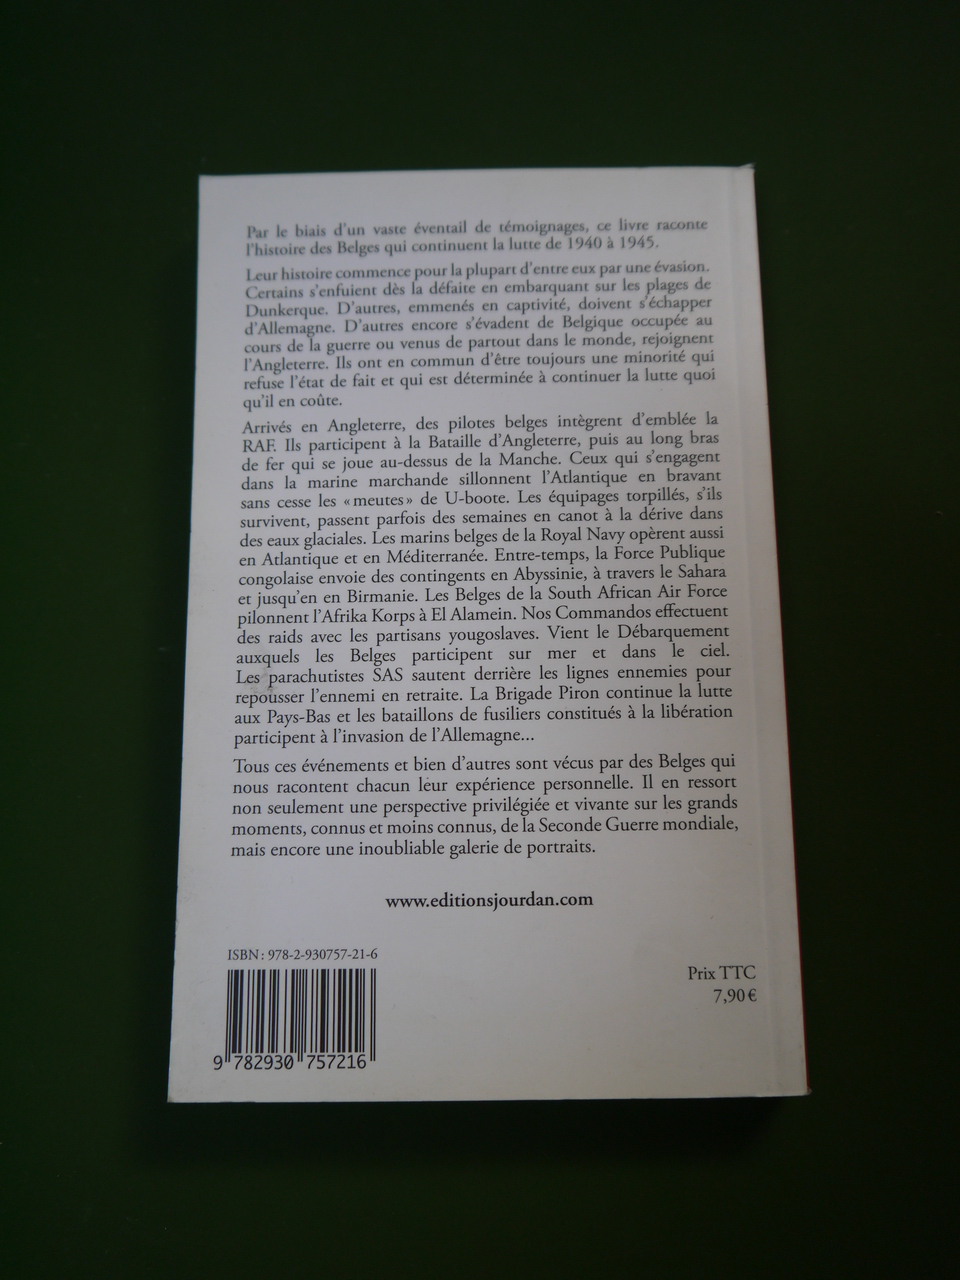 Par le biais d'un vaste éventail de témoignages, ce livre raconte
l'histoire des Belges qui continuent la lutte de 1940 à 1945.
Leur histoire commence pour la plupart d'entre eux par une évasion.
Certains s'enfuient dès la défaite en embarquant sur les plages de
Dunkerque. D'autres, emmenés en captivité, doivent s'échapper
d'Allemagne. D'autres encore s'évadent de Belgique occupée au
cours de la guerre ou venus de partout dans le monde, rejoignent
l'Angleterre. Ils ont en commun d'être toujours une minorité qui
refuse l'état de fait et qui est déterminée à continuer la lutte quoi
qu'il en coûte.
Arrivés en Angleterre, des pilotes belges intègrent d'emblée la
RAF. Ils participent à la Bataille d'Angleterre, puis au long bras
de fer qui se joue au-dessus de la Manche. Ceux qui s'engagent
dans la marine marchande sillonnent l'Atlantique en bravant
sans cesse les «meutes» de U-boote. Les équipages torpillés, s'ils
survivent, passent parfois des semaines en canot à la dérive dans
des eaux glaciales. Les marins belges de la Royal Navy opèrent aussi
en Atlantique et en Méditerranée. Entre-temps, la Force Publique
congolaise envoie des contingents en Abyssinie, à travers le Sahara
et jusqu'en en Birmanie. Les Belges de la South African Air Force
pilonnent l'Afrika Korps à El Alamein. Nos Commandos effectuent
des raids avec les partisans yougoslaves. Vient le Débarquement
auxquels les Belges participent sur mer et dans le ciel.
Les parachutistes SAS sautent derrière les lignes ennemies pour
repousser l'ennemi en retraite. La Brigade Piron continue la lutte
aux Pays-Bas et les bataillons de fusiliers constitués à la libération
participent à l'invasion de l'Allemagne...
Tous ces événements et bien d'autres sont vécus par des Belges qui
nous racontent chacun leur expérience personnelle. Il en ressort
non seulement une perspective privilégiée et vivante sur les grands
moments, connus et moins connus, de la Seconde Guerre mondiale,
mais encore une inoubliable galerie de portraits.
www.editionsjourdan.com
ISBN : 978-2-930757-21-6
Prix TTC
7,90 €
9 782930 757216